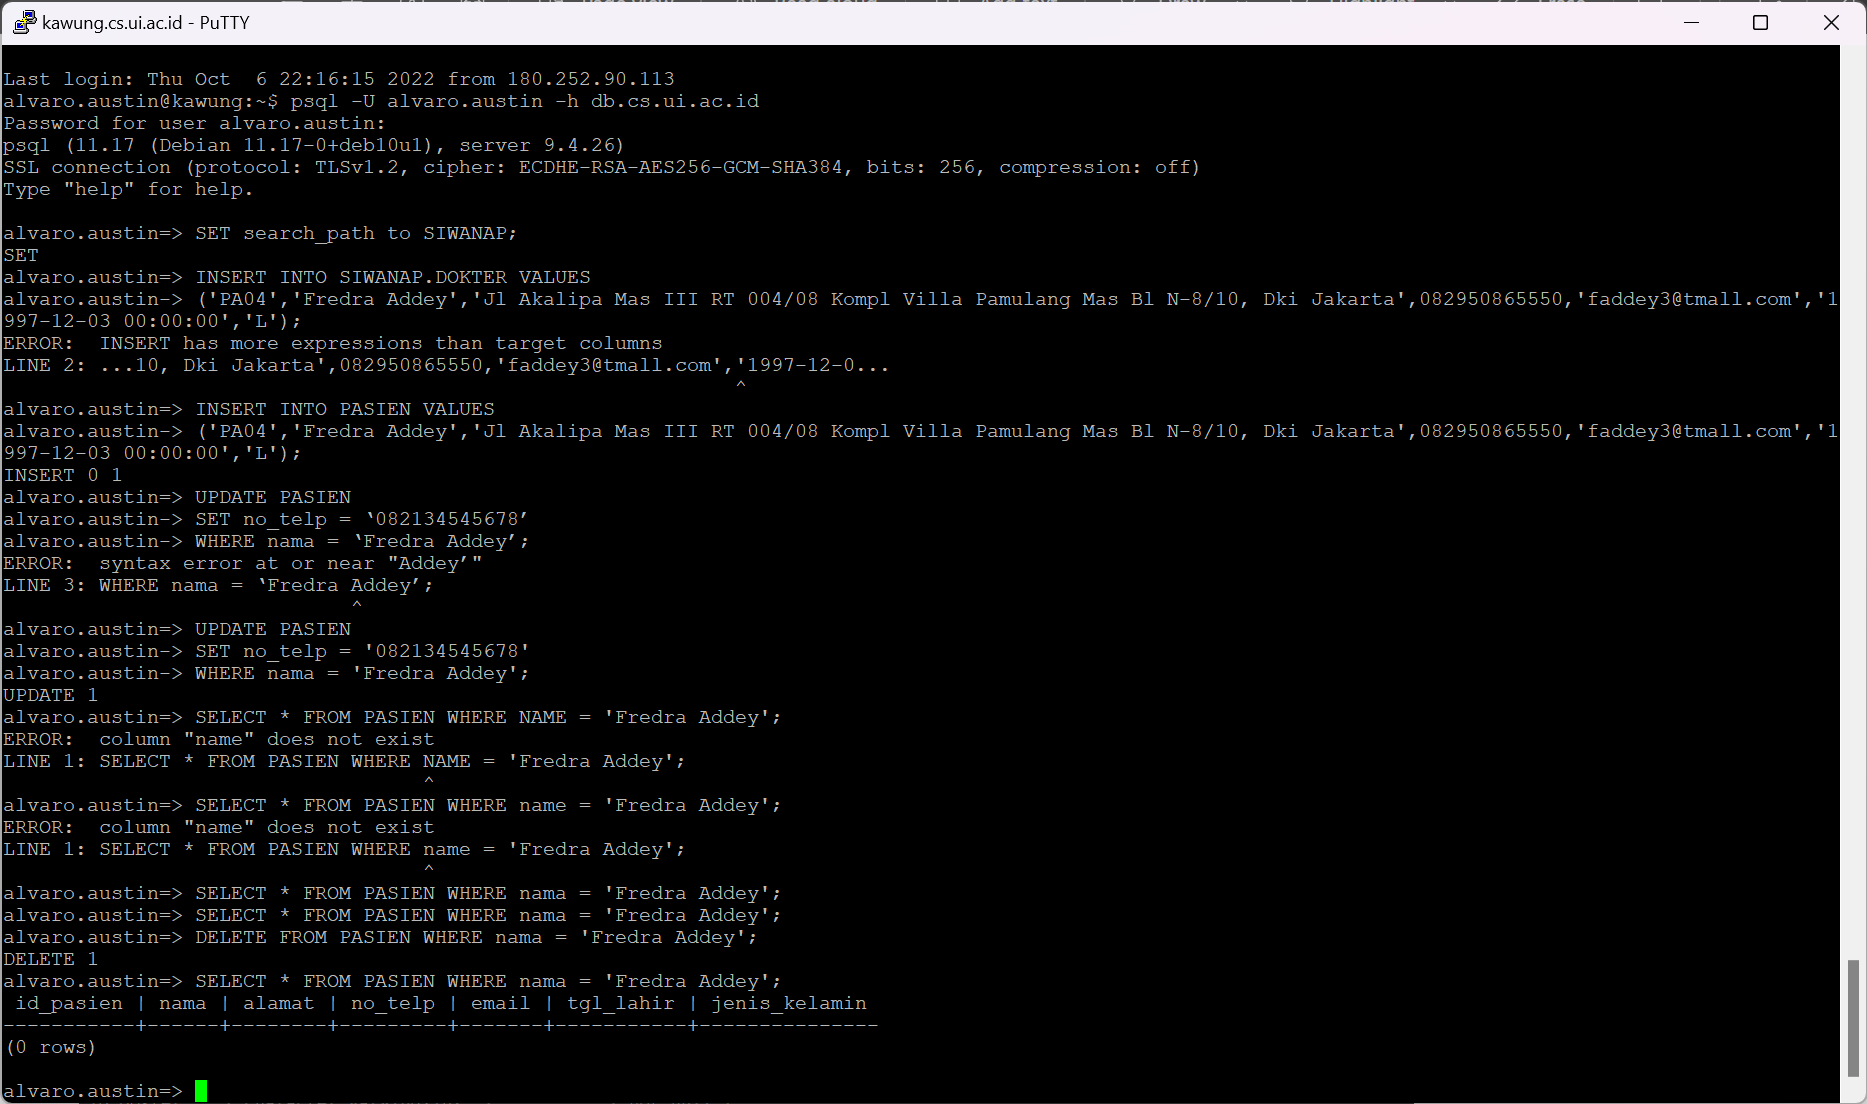 kawung.cs.ui.ac.id - PuTTY
Last login: Thu Oct  6 22:16:15 2022 from 180.252.90.113
alvaro.austin@kawung:~$ psql -U alvaro.austin -h db.cs.ui.ac.id
Password for user alvaro.austin:
psql (11.17 (Debian 11.17-0+deb10u1), server 9.4.26)
SSL connection (protocol: TLSv1.2, cipher: ECDHE-RSA-AES256-GCM-SHA384, bits: 256, compression: off)
Type "help" for help.
alvaro.austin=> SET search_path to SIWANAP;
SET
alvaro.austin=> INSERT INTO SIWANAP.DOKTER VALUES
alvaro.austin-> ('PA04','Fredra Addey','Jl Akalipa Mas III RT 004/08 Kompl Villa Pamulang Mas Bl N-8/10, Dki Jakarta',082950865550,'faddey3@tmall.com','1
997-12-03 00:00:00','L');
ERROR:  INSERT has more expressions than target columns
LINE 2: ...10, Dki Jakarta',082950865550,'faddey3@tmall.com','1997-12-0...
^
alvaro.austin=> INSERT INTO PASIEN VALUES
alvaro.austin-> ('PA04','Fredra Addey','Jl Akalipa Mas III RT 004/08 Kompl Villa Pamulang Mas Bl N-8/10, Dki Jakarta',082950865550,'faddey3@tmall.com','1
997-12-03 00:00:00','L');
INSERT 0 1
alvaro.austin=> UPDATE PASIEN
alvaro.austin-> SET no_telp = ‘082134545678’
alvaro.austin-> WHERE nama = ‘Fredra Addey’;
ERROR:  syntax error at or near "Addey’"
LINE 3: WHERE nama = ‘Fredra Addey’;
^
alvaro.austin=> UPDATE PASIEN
alvaro.austin-> SET no_telp = '082134545678'
alvaro.austin-> WHERE nama = 'Fredra Addey';
UPDATE 1
alvaro.austin=> SELECT * FROM PASIEN WHERE NAME = 'Fredra Addey';
ERROR:  column "name" does not exist
LINE 1: SELECT * FROM PASIEN WHERE NAME = 'Fredra Addey';
^
alvaro.austin=> SELECT * FROM PASIEN WHERE name = 'Fredra Addey';
ERROR:  column "name" does not exist
LINE 1: SELECT * FROM PASIEN WHERE name = 'Fredra Addey';
^
alvaro.austin=> SELECT * FROM PASIEN WHERE nama = 'Fredra Addey';
alvaro.austin=> SELECT * FROM PASIEN WHERE nama = 'Fredra Addey';
alvaro.austin=> DELETE FROM PASIEN WHERE nama = 'Fredra Addey';
DELETE 1
alvaro.austin=> SELECT * FROM PASIEN WHERE nama = 'Fredra Addey';
id_pasien | nama | alamat | no_telp | email | tgl_lahir | jenis_kelamin
-----------+------+--------+---------+-------+-----------+---------------
(0 rows)
alvaro.austin=>